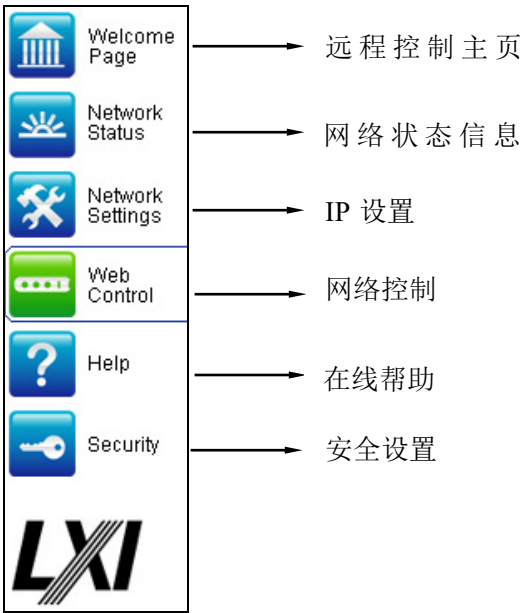 Welcome
Page
远程控制主页
Network
Status
网络状态信息
Network
Settings
IP 设置
Web
Control
网络控制
Help
在线帮助
Security
安全设置
LXI